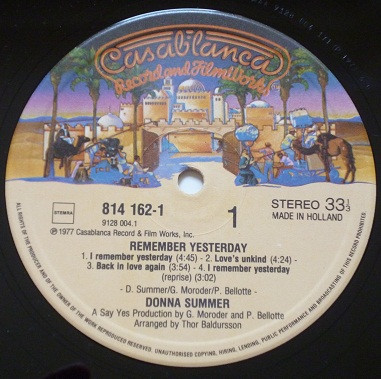 Casablanca
Record and FilmWorks
STEMRA
814 162-1
9128 004.1
℗ 1977 Casablanca Record & Film Works, Inc.
1
STEREO 33 1/3
MADE IN HOLLAND
REMEMBER YESTERDAY
1. I remember yesterday (4:45) - 2. Love's unkind (4:24) -
3. Back in love again (3:54) - 4. I remember yesterday
(reprise) (3:02)
- D. Summer/G. Moroder/P. Bellotte -
DONNA SUMMER
A Say Yes Production by G. Moroder and P. Bellotte
Arranged by Thor Baldursson
ALL RIGHTS OF THE PRODUCER AND OF THE OWNER OF THE WORK REPRODUCED RESERVED. UNAUTHORISED COPYING, HIRING, LENDING, PUBLIC PERFORMANCE AND BROADCASTING OF THIS RECORD PROHIBITED.